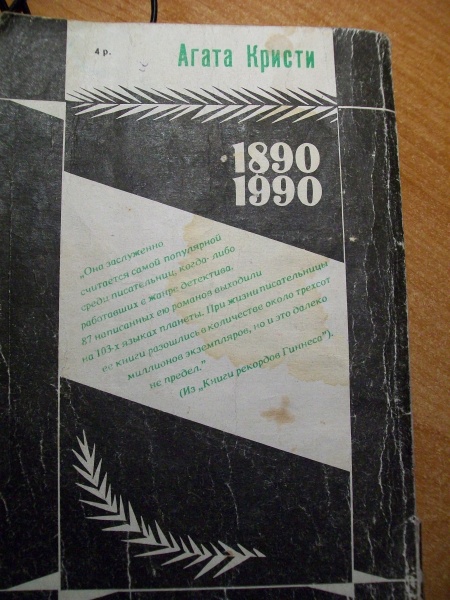 4 р.
Агата Кристи
1890
1990
„Она заслуженно
считается самой популярной
среди писательниц, когда-либо
работавших в жанре детектива.
87 написанных ею романов выходили
на 103-х языках планеты. При жизни писательницы
ее книги разошлись в количестве около трехсот
миллионов экземпляров, но и это далеко
не предел."
(Из „Книги рекордов Гиннеса").